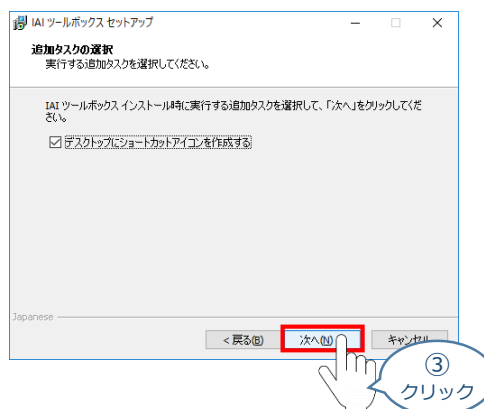 IAI ツールボックス セットアップ
追加タスクの選択
実行する追加タスクを選択してください。
IAI ツールボックス インストール時に実行する追加タスクを選択して、「次へ」をクリックしてくだ
さい。
デスクトップにショートカットアイコンを作成する
Japanese
< 戻る(B) 次へ(N) キャンセル
③
クリック